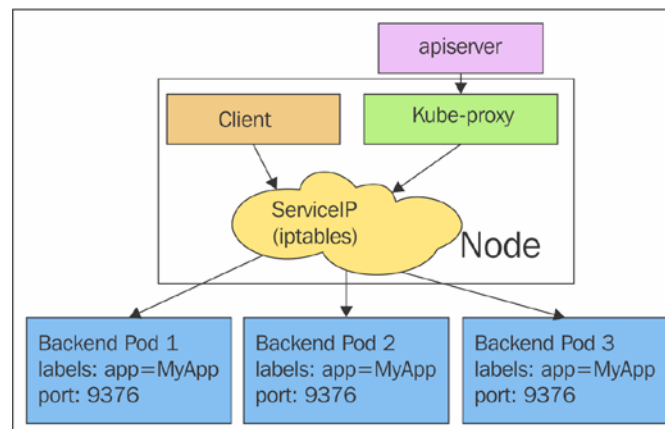 apiserver
Client
Kube-proxy
ServiceIP
(iptables)
Node
Backend Pod 1
labels: app=MyApp
port: 9376
Backend Pod 2
labels: app=MyApp
port: 9376
Backend Pod 3
labels: app=MyApp
port: 9376